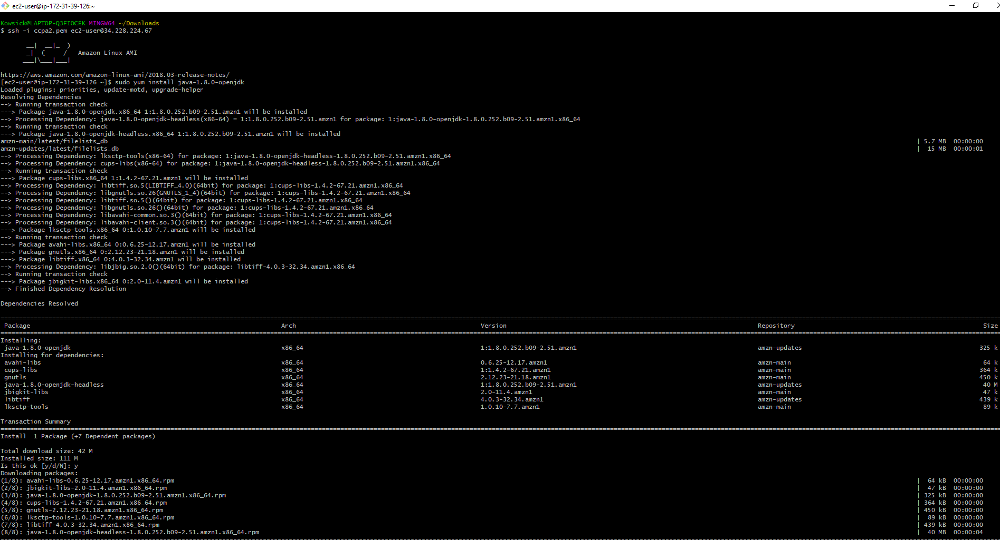 ec2-user@ip-172-31-39-126:~
Kowsick@LAPTOP-Q3FIOCEK MINGW64 ~/Downloads
$ ssh -i ccpa2.pem ec2-user@34.228.224.67
__|  __|_  )
_|  (     /   Amazon Linux AMI
___|\___|___|
https://aws.amazon.com/amazon-linux-ami/2018.03-release-notes/
[ec2-user@ip-172-31-39-126 ~]$ sudo yum install java-1.8.0-openjdk
Loaded plugins: priorities, update-motd, upgrade-helper
Resolving Dependencies
--> Running transaction check
---> Package java-1.8.0-openjdk.x86_64 1:1.8.0.252.b09-2.51.amzn1 will be installed
--> Processing Dependency: java-1.8.0-openjdk-headless(x86-64) = 1:1.8.0.252.b09-2.51.amzn1 for package: 1:java-1.8.0-openjdk-1.8.0.252.b09-2.51.amzn1.x86_64
--> Running transaction check
---> Package java-1.8.0-openjdk-headless.x86_64 1:1.8.0.252.b09-2.51.amzn1 will be installed
amzn-main/latest/filelists_db | 5.7 MB 00:00:00
amzn-updates/latest/filelists_db | 15 MB 00:00:01
--> Processing Dependency: lksctp-tools(x86-64) for package: 1:java-1.8.0-openjdk-headless-1.8.0.252.b09-2.51.amzn1.x86_64
--> Processing Dependency: cups-libs(x86-64) for package: 1:java-1.8.0-openjdk-headless-1.8.0.252.b09-2.51.amzn1.x86_64
--> Running transaction check
---> Package cups-libs.x86_64 1:1.4.2-67.21.amzn1 will be installed
--> Processing Dependency: libtiff.so.5(LIBTIFF_4.0)(64bit) for package: 1:cups-libs-1.4.2-67.21.amzn1.x86_64
--> Processing Dependency: libgnutls.so.26(GNUTLS_1_4)(64bit) for package: 1:cups-libs-1.4.2-67.21.amzn1.x86_64
--> Processing Dependency: libtiff.so.5()(64bit) for package: 1:cups-libs-1.4.2-67.21.amzn1.x86_64
--> Processing Dependency: libgnutls.so.26()(64bit) for package: 1:cups-libs-1.4.2-67.21.amzn1.x86_64
--> Processing Dependency: libavahi-common.so.3()(64bit) for package: 1:cups-libs-1.4.2-67.21.amzn1.x86_64
--> Processing Dependency: libavahi-client.so.3()(64bit) for package: 1:cups-libs-1.4.2-67.21.amzn1.x86_64
---> Package lksctp-tools.x86_64 0:1.0.10-7.7.amzn1 will be installed
--> Running transaction check
---> Package avahi-libs.x86_64 0:0.6.25-12.17.amzn1 will be installed
---> Package gnutls.x86_64 0:2.12.23-21.18.amzn1 will be installed
---> Package libtiff.x86_64 0:4.0.3-32.34.amzn1 will be installed
--> Processing Dependency: libjbig.so.2.0()(64bit) for package: libtiff-4.0.3-32.34.amzn1.x86_64
--> Running transaction check
---> Package jbigkit-libs.x86_64 0:2.0-11.4.amzn1 will be installed
--> Finished Dependency Resolution
Dependencies Resolved
Package Arch Version Repository Size
Installing:
java-1.8.0-openjdk x86_64 1:1.8.0.252.b09-2.51.amzn1 amzn-updates 325 k
Installing for dependencies:
avahi-libs x86_64 0.6.25-12.17.amzn1 amzn-main 64 k
cups-libs x86_64 1:1.4.2-67.21.amzn1 amzn-main 364 k
gnutls x86_64 2.12.23-21.18.amzn1 amzn-main 450 k
java-1.8.0-openjdk-headless x86_64 1:1.8.0.252.b09-2.51.amzn1 amzn-updates 40 M
jbigkit-libs x86_64 2.0-11.4.amzn1 amzn-main 47 k
libtiff x86_64 4.0.3-32.34.amzn1 amzn-updates 439 k
lksctp-tools x86_64 1.0.10-7.7.amzn1 amzn-main 89 k
Transaction Summary
Install  1 Package (+7 Dependent packages)
Total download size: 42 M
Installed size: 111 M
Is this ok [y/d/N]: y
Downloading packages:
(1/8): avahi-libs-0.6.25-12.17.amzn1.x86_64.rpm | 64 kB 00:00:00
(2/8): jbigkit-libs-2.0-11.4.amzn1.x86_64.rpm | 47 kB 00:00:00
(3/8): java-1.8.0-openjdk-1.8.0.252.b09-2.51.amzn1.x86_64.rpm | 325 kB 00:00:00
(4/8): cups-libs-1.4.2-67.21.amzn1.x86_64.rpm | 364 kB 00:00:00
(5/8): gnutls-2.12.23-21.18.amzn1.x86_64.rpm | 450 kB 00:00:00
(6/8): lksctp-tools-1.0.10-7.7.amzn1.x86_64.rpm | 89 kB 00:00:00
(7/8): libtiff-4.0.3-32.34.amzn1.x86_64.rpm | 439 kB 00:00:00
(8/8): java-1.8.0-openjdk-headless-1.8.0.252.b09-2.51.amzn1.x86_64.rpm | 40 MB 00:00:04